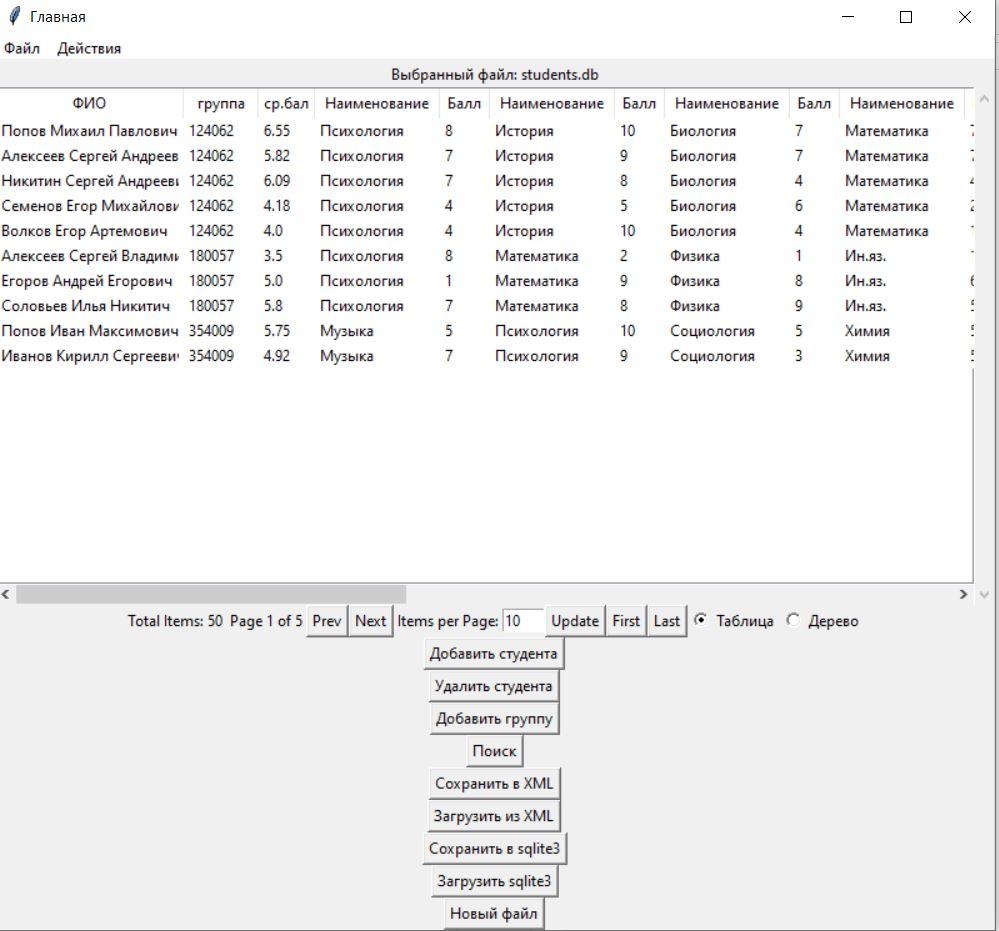 Главная
Файл Действия
Выбранный файл: students.db
ФИО группа ср.бал Наименование Балл Наименование Балл Наименование Балл Наименование
Попов Михаил Павлович 124062 6.55 Психология 8 История 10 Биология 7 Математика
Алексеев Сергей Андреев 124062 5.82 Психология 7 История 9 Биология 7 Математика
Никитин Сергей Андреев 124062 6.09 Психология 7 История 8 Биология 4 Математика
Семенов Егор Михайлови 124062 4.18 Психология 4 История 5 Биология 6 Математика
Волков Егор Артемович 124062 4.0 Психология 4 История 10 Биология 4 Математика
Алексеев Сергей Владими 180057 3.5 Психология 8 Математика 2 Физика 1 Ин.яз.
Егоров Андрей Егорович 180057 5.0 Психология 1 Математика 9 Физика 8 Ин.яз.
Соловьев Илья Никитич 180057 5.8 Психология 7 Математика 8 Физика 9 Ин.яз.
Попов Иван Максимович 354009 5.75 Музыка 5 Психология 10 Социология 5 Химия
Иванов Кирилл Сергееви 354009 4.92 Музыка 7 Психология 9 Социология 3 Химия
Total Items: 50 Page 1 of 5 Prev Next Items per Page: 10 Update First Last Таблица Дерево
Добавить студента
Удалить студента
Добавить группу
Поиск
Сохранить в XML
Загрузить из XML
Сохранить в sqlite3
Загрузить sqlite3
Новый файл